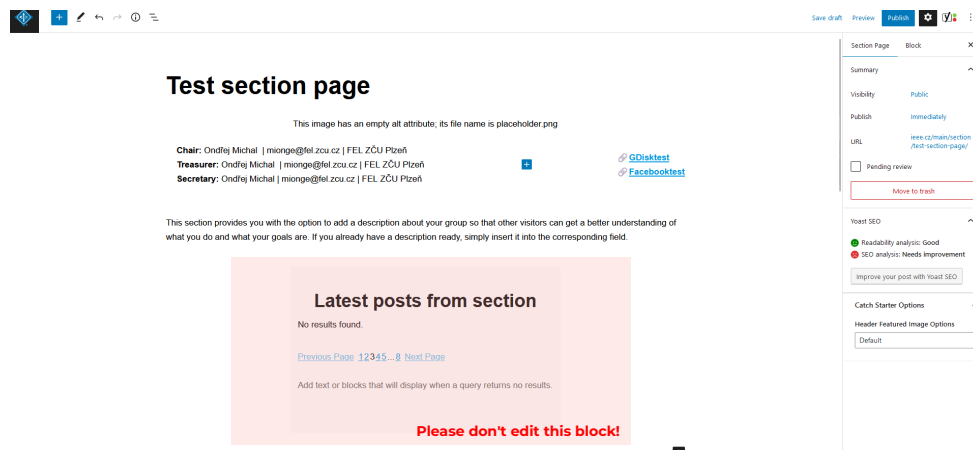 Save draft Preview Publish
Section Page Block
Test section page
Summary
Visibility Public
Publish Immediately
URL ieee.cz/main/section
/test-section-page/
Pending review
Move to trash
This image has an empty alt attribute; its file name is placeholder.png
Chair: Ondřej Michal | mionge@fel.zcu.cz | FEL ZČU Plzeň
Treasurer: Ondřej Michal | mionge@fel.zcu.cz | FEL ZČU Plzeň
Secretary: Ondřej Michal | mionge@fel.zcu.cz | FEL ZČU Plzeň
GDisktest
Facebooktest
This section provides you with the option to add a description about your group so that other visitors can get a better understanding of
what you do and what your goals are. If you already have a description ready, simply insert it into the corresponding field.
Yoast SEO
Readability analysis: Good
SEO analysis: Needs improvement
Improve your post with Yoast SEO
Catch Starter Options
Header Featured Image Options
Default
Latest posts from section
No results found.
Previous Page 12345...8 Next Page
Add text or blocks that will display when a query returns no results.
Please don't edit this block!